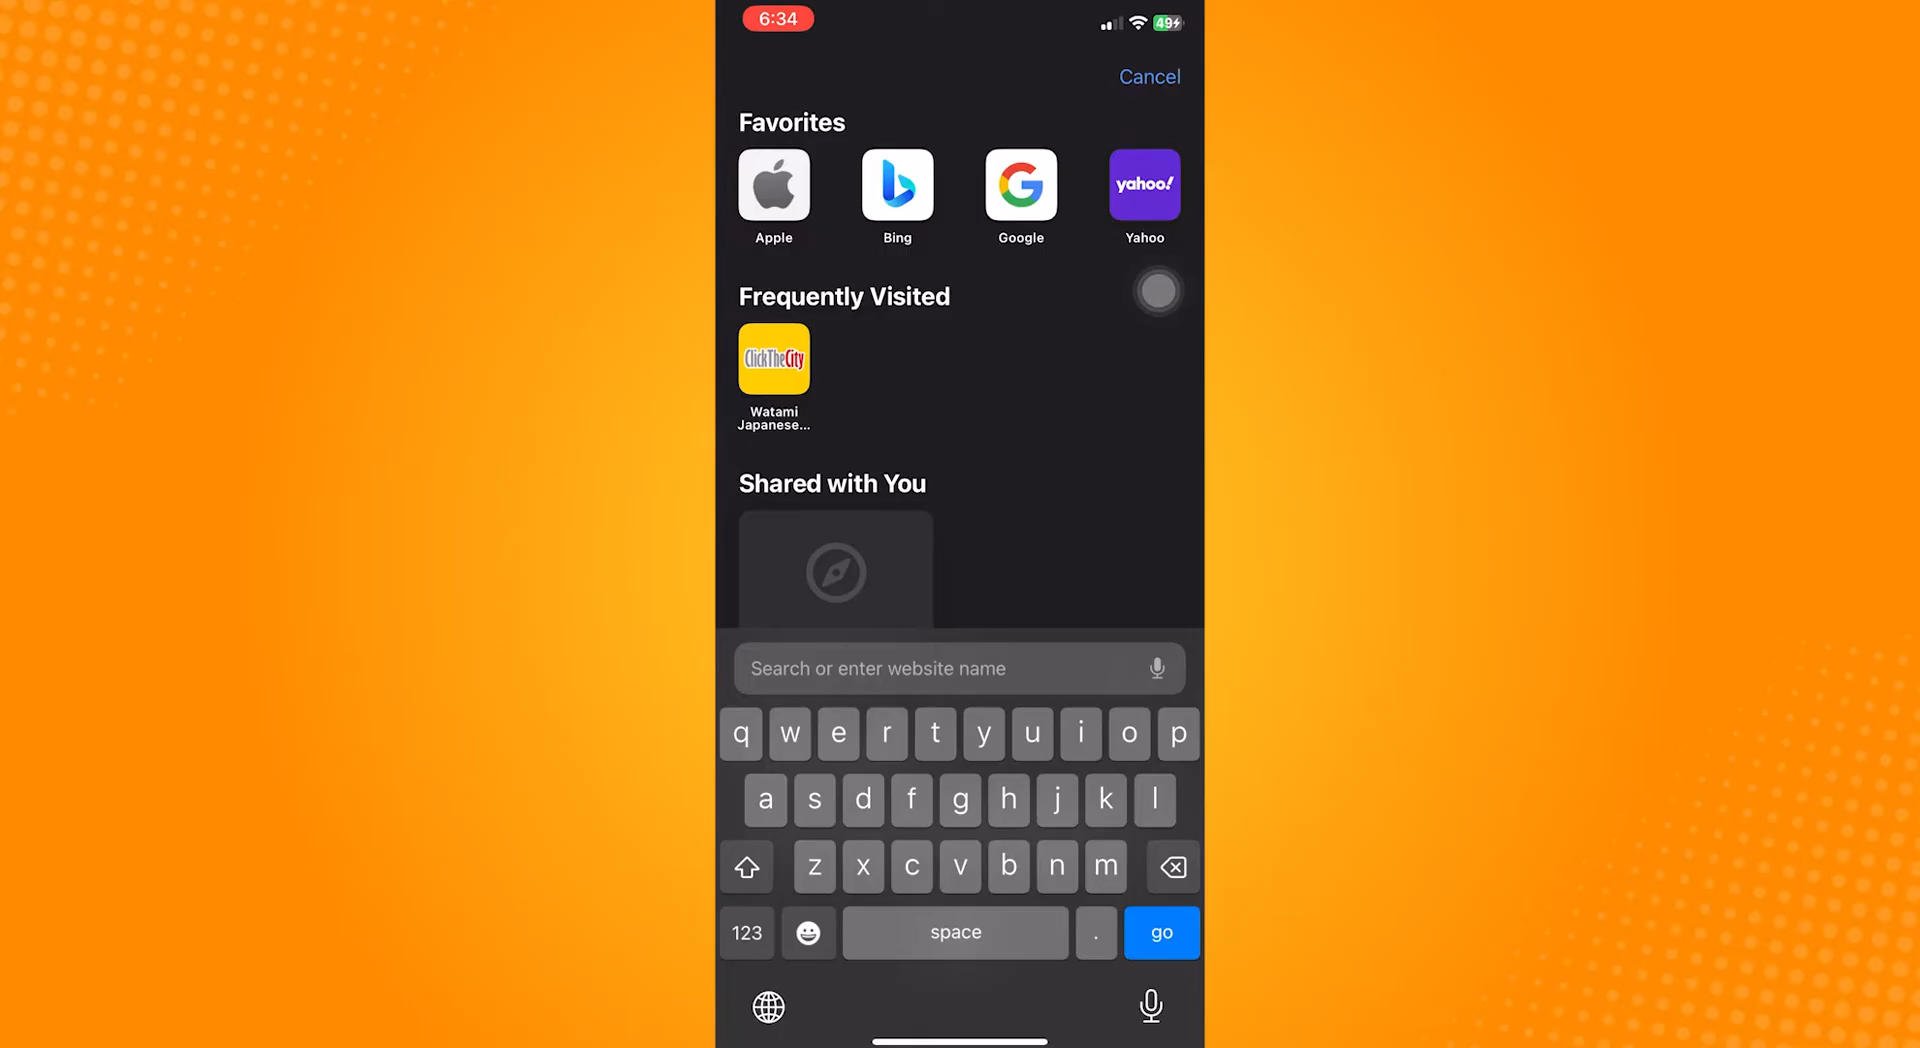 6:34
49
Cancel
Favorites
yahoo!
Apple
Bing
Google
Yahoo
Frequently Visited
ClickTheCity
Watami
Japanese...
Shared with You
Search or enter website name
q w e r t y u i o p
a s d f g h j k l
z x c v b n m
123
space
.
go